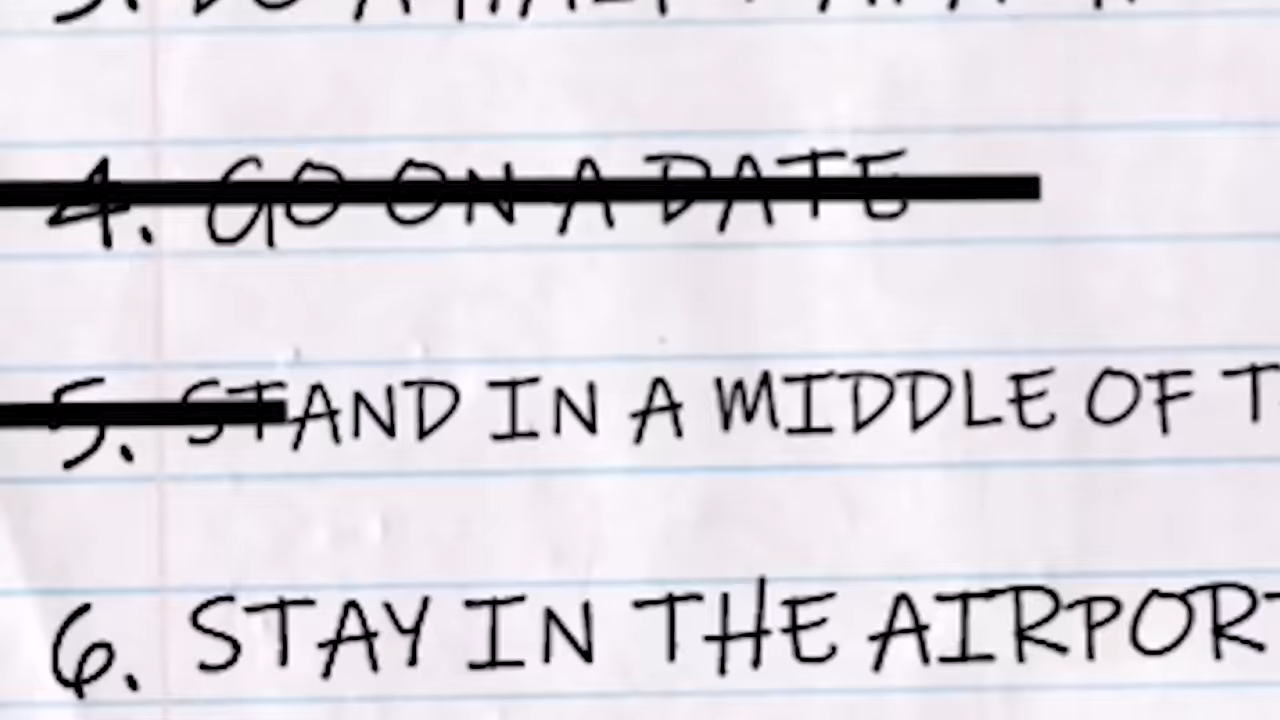 4. GO ON A DATE
5. STAND IN A MIDDLE OF T
6. STAY IN THE AIRPORT